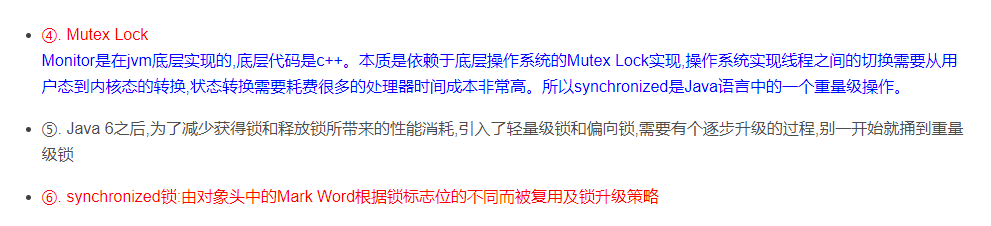 ④. Mutex Lock
Monitor是在jvm底层实现的,底层代码是c++。本质是依赖于底层操作系统的Mutex Lock实现,操作系统实现线程之间的切换需要从用
户态到内核态的转换,状态转换需要耗费很多的处理器时间成本非常高。所以synchronized是Java语言中的一个重量级操作。
⑤. Java 6之后,为了减少获得锁和释放锁所带来的性能消耗,引入了轻量级锁和偏向锁,需要有个逐步升级的过程,别一开始就捅到重量
级锁
⑥. synchronized锁:由对象头中的Mark Word根据锁标志位的不同而被复用及锁升级策略